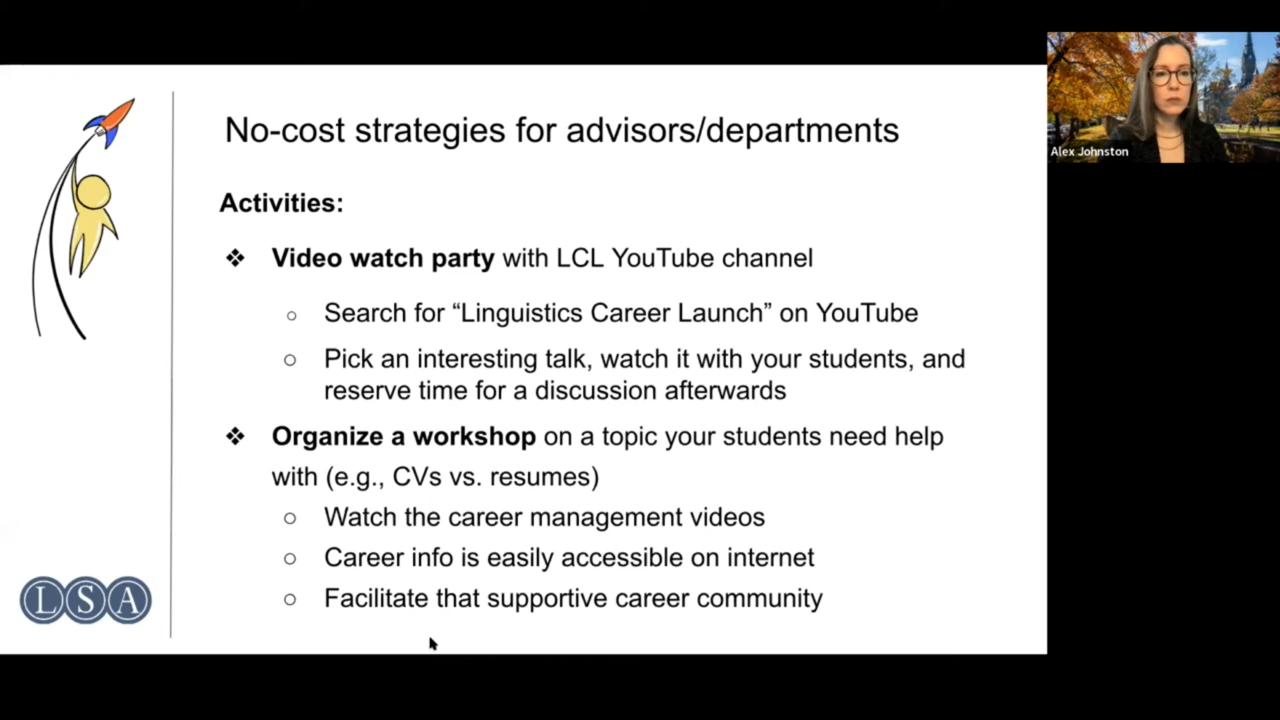 No-cost strategies for advisors/departments
Activities:
❖ Video watch party with LCL YouTube channel
○ Search for “Linguistics Career Launch” on YouTube
○ Pick an interesting talk, watch it with your students, and
reserve time for a discussion afterwards
❖ Organize a workshop on a topic your students need help
with (e.g., CVs vs. resumes)
○ Watch the career management videos
○ Career info is easily accessible on internet
○ Facilitate that supportive career community
LSA
Alex Johnston